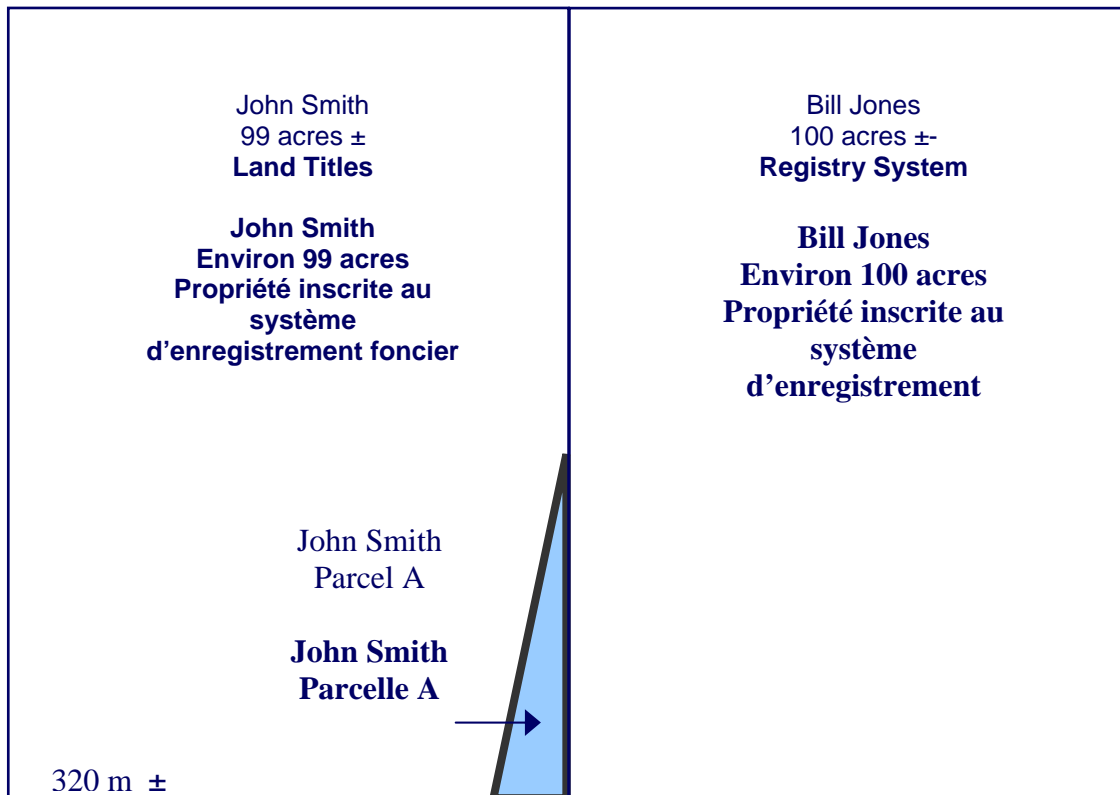 John Smith
99 acres ±
Land Titles
John Smith
Environ 99 acres
Propriété inscrite au
système
d'enregistrement foncier
Bill Jones
100 acres ±-
Registry System
Bill Jones
Environ 100 acres
Propriété inscrite au
système
d'enregistrement
John Smith
Parcel A
John Smith
Parcelle A
320 m ±